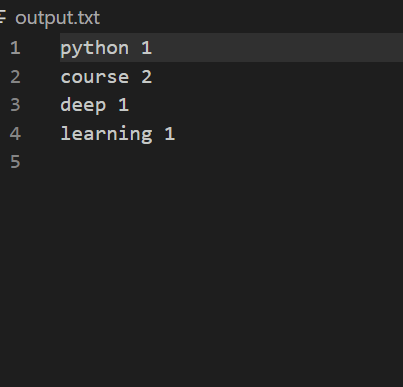 output.txt
1 python 1
2 course 2
3 deep 1
4 learning 1
5